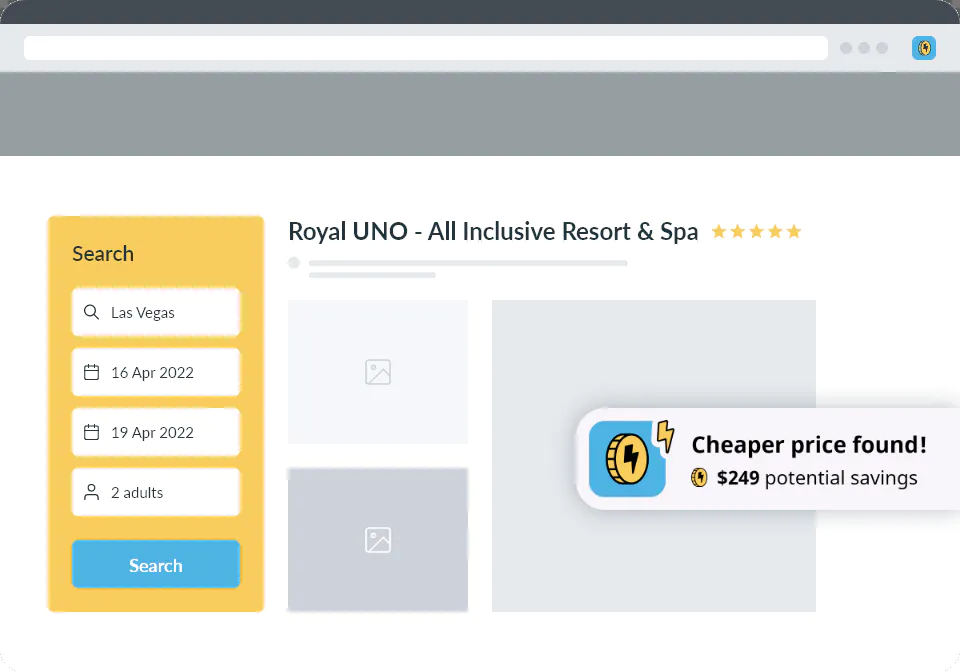 Search
Las Vegas
16 Apr 2022
19 Apr 2022
2 adults
Search
Royal UNO - All Inclusive Resort & Spa
Cheaper price found!
$249 potential savings